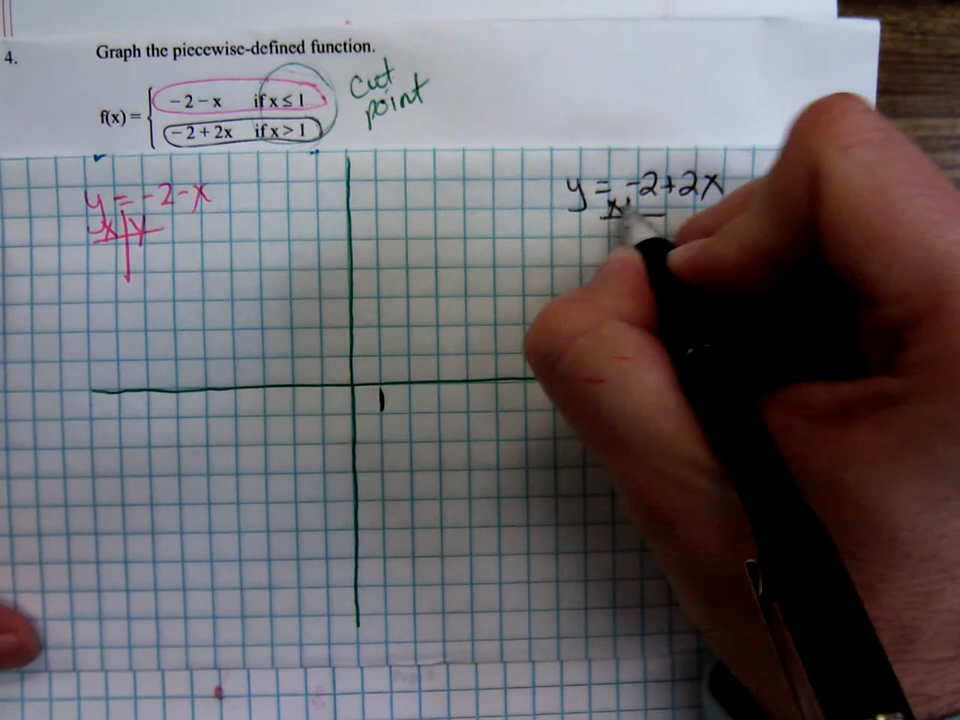 4. Graph the piecewise-defined function.
f(x) = { -2 - x if x ≤ 1
-2 + 2x if x > 1
cut
point
y = -2 - x
x y
1
y = -2 + 2x
x